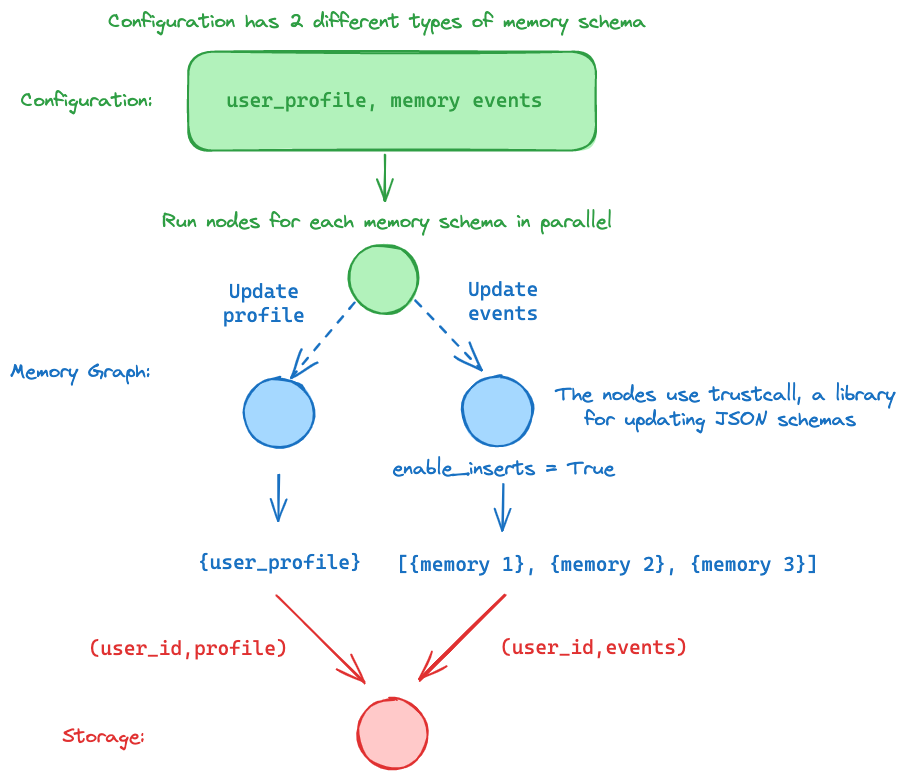 Configuration has 2 different types of memory schema
Configuration:
user_profile, memory events
Run nodes for each memory schema in parallel
Update
profile
Update
events
Memory Graph:
The nodes use trustcall, a library
for updating JSON schemas
enable_inserts = True
{user_profile}
[{memory 1}, {memory 2}, {memory 3}]
(user_id,profile)
(user_id,events)
Storage: